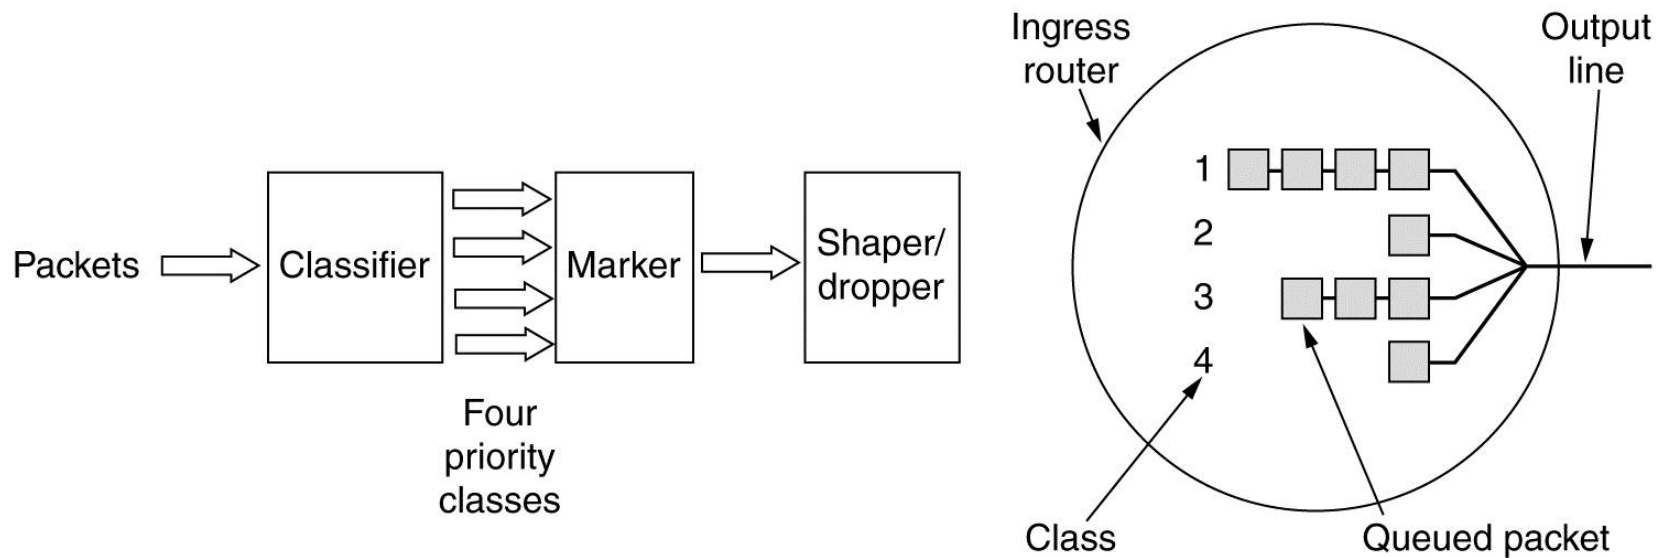 Packets
Classifier
Four
priority
classes
Marker
Shaper/
dropper
Ingress
router
Output
line
1
2
3
4
Class
Queued packet